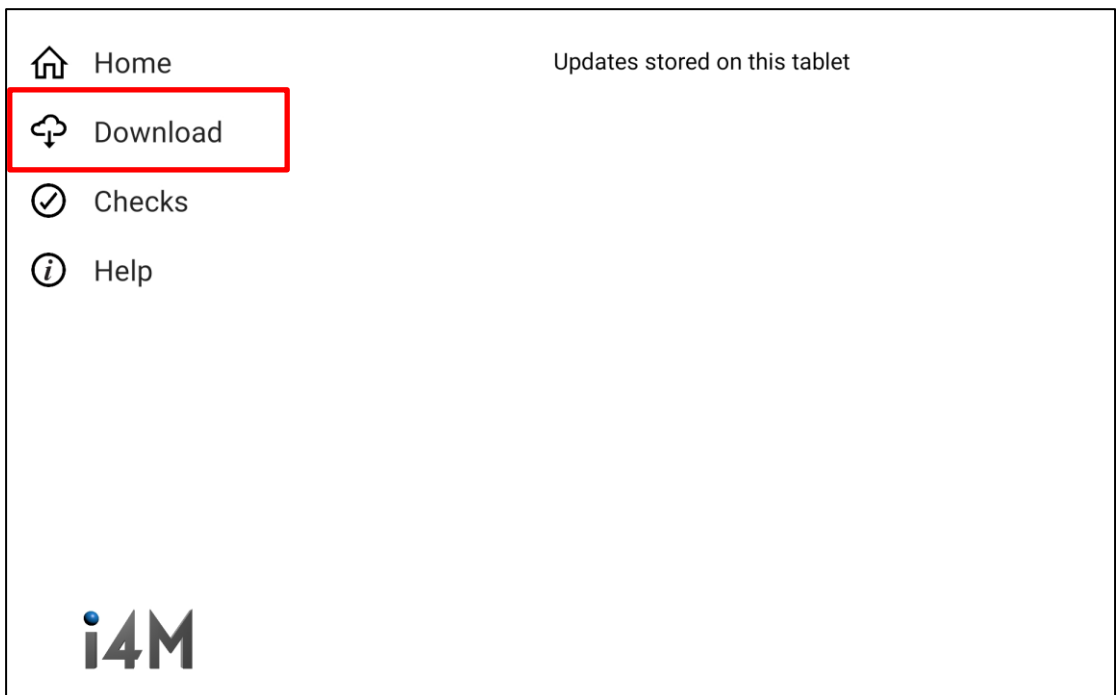 Home
Updates stored on this tablet
Download
Checks
Help
i4M